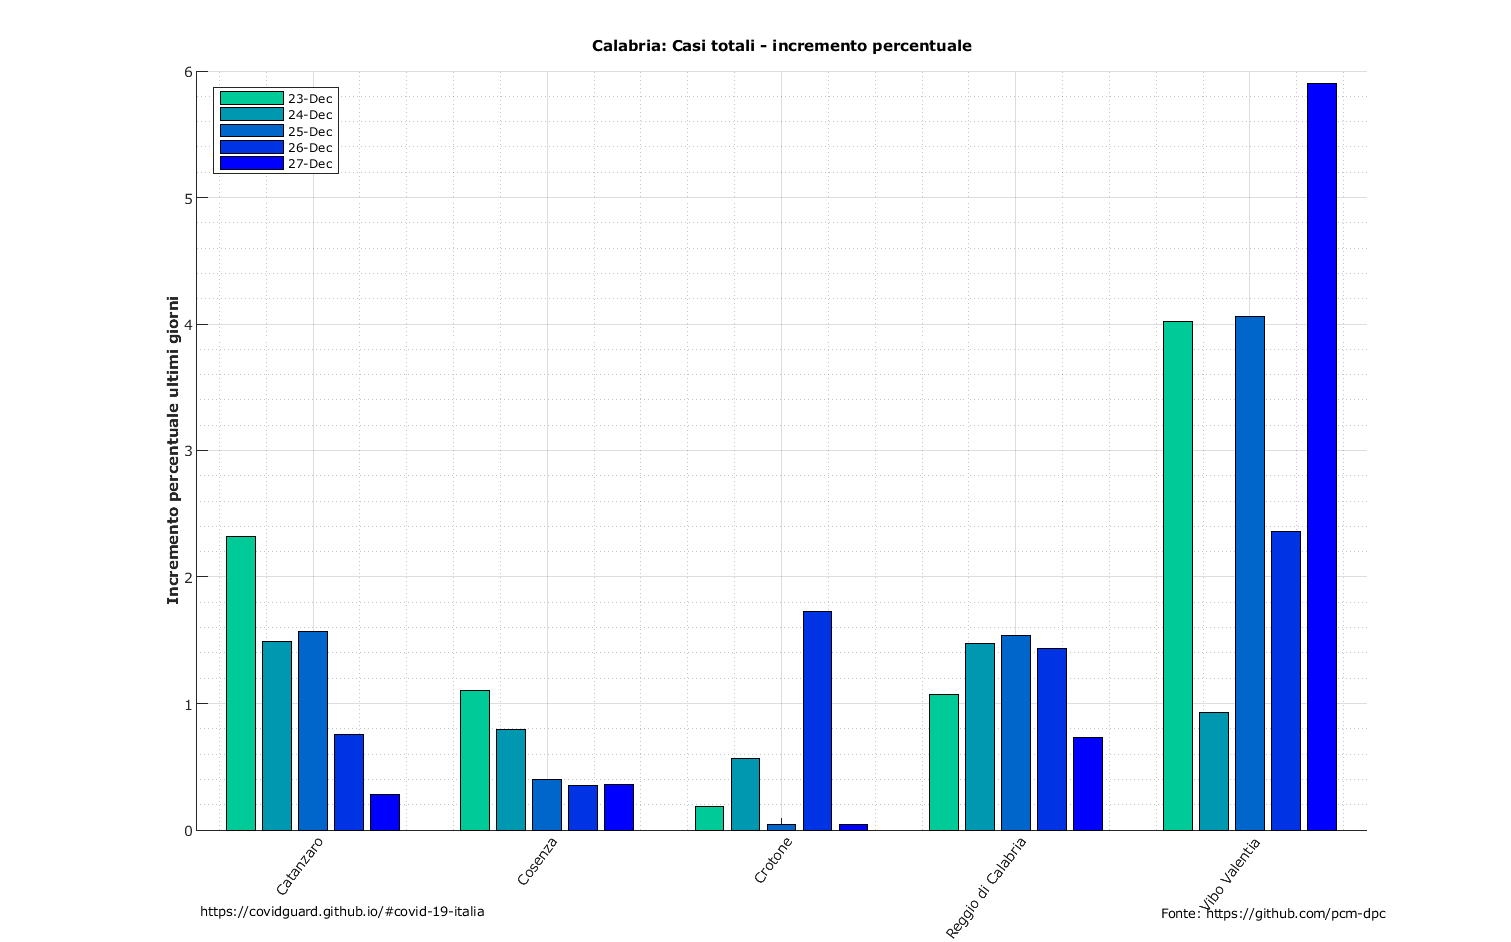 Calabria: Casi totali - incremento percentuale
6
5
4
3
2
1
0
Incremento percentuale ultimi giorni
23-Dec
24-Dec
25-Dec
26-Dec
27-Dec
Catanzaro
Cosenza
Crotone
Reggio di Calabria
Vibo Valentia
https://covidguard.github.io/#covid-19-italia
Fonte: https://github.com/pcm-dpc